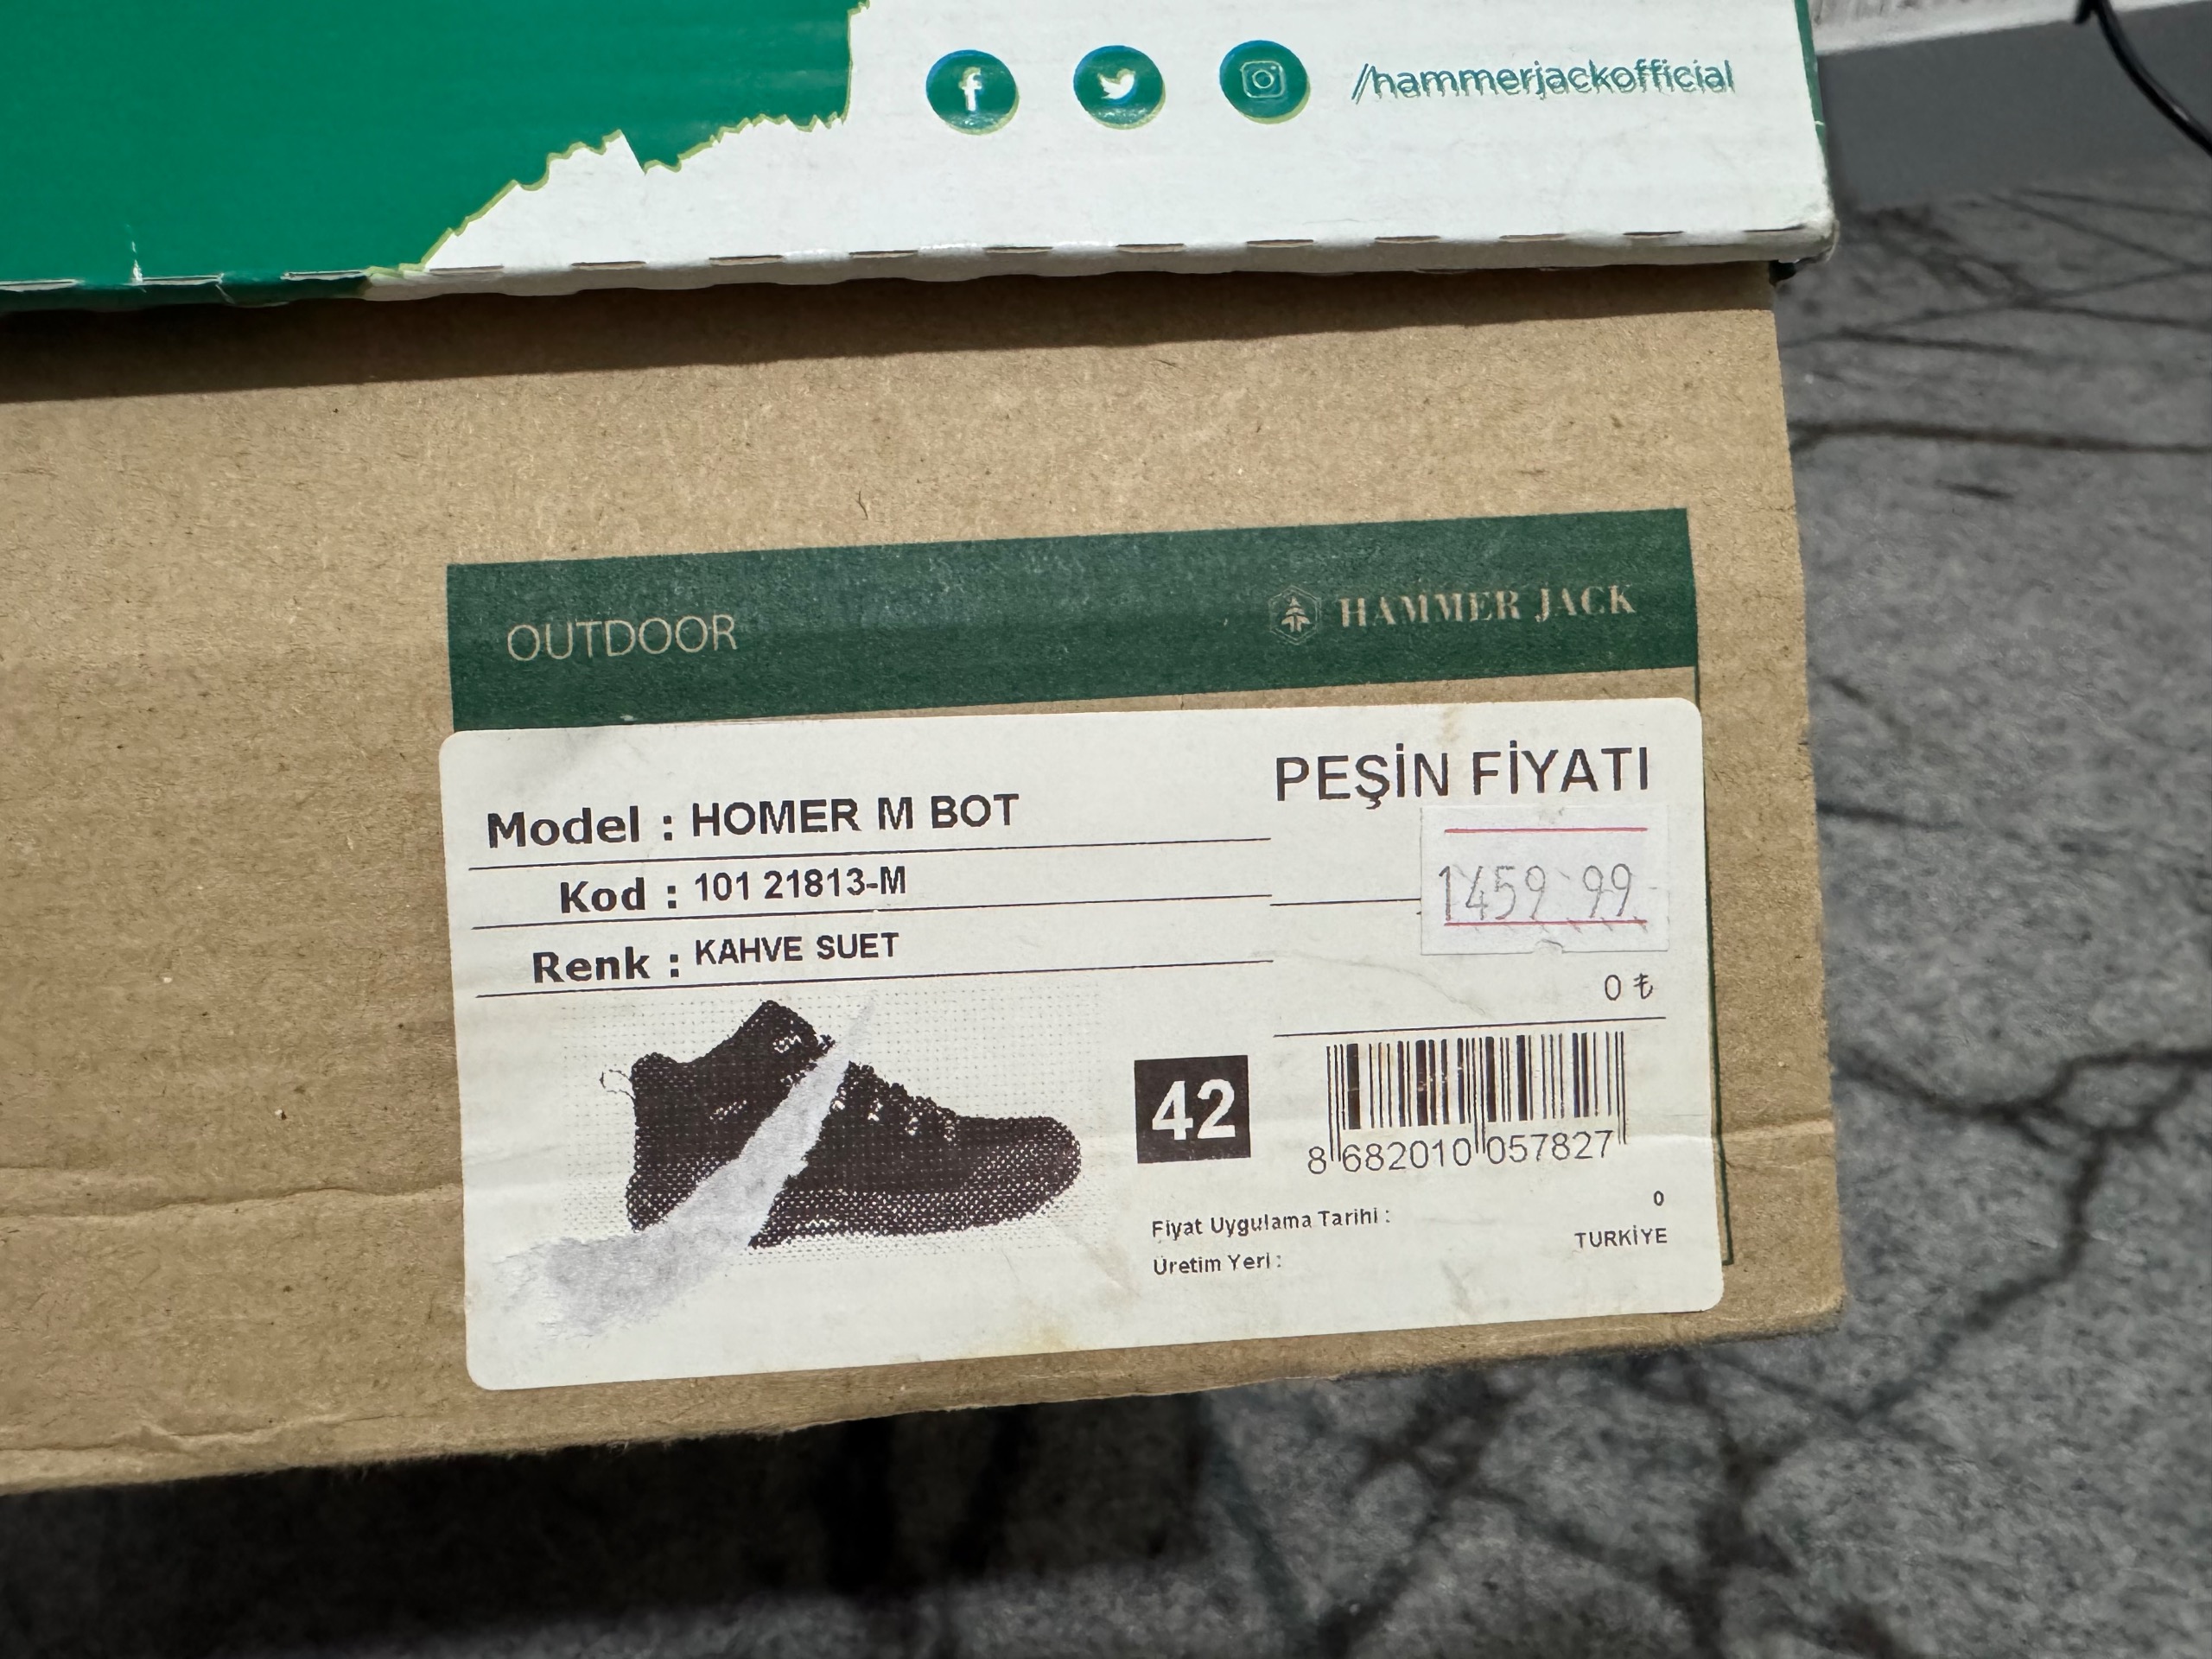 /hammerjackofficial
OUTDOOR
HAMMER JACK
PEŞİN FİYATI
Model : HOMER M BOT
Kod : 101 21813-M
1459 99
Renk : KAHVE SUET
0 ₺
42
8 682010 057827
Fiyat Uygulama Tarihi : 0
Üretim Yeri : TURKİYE